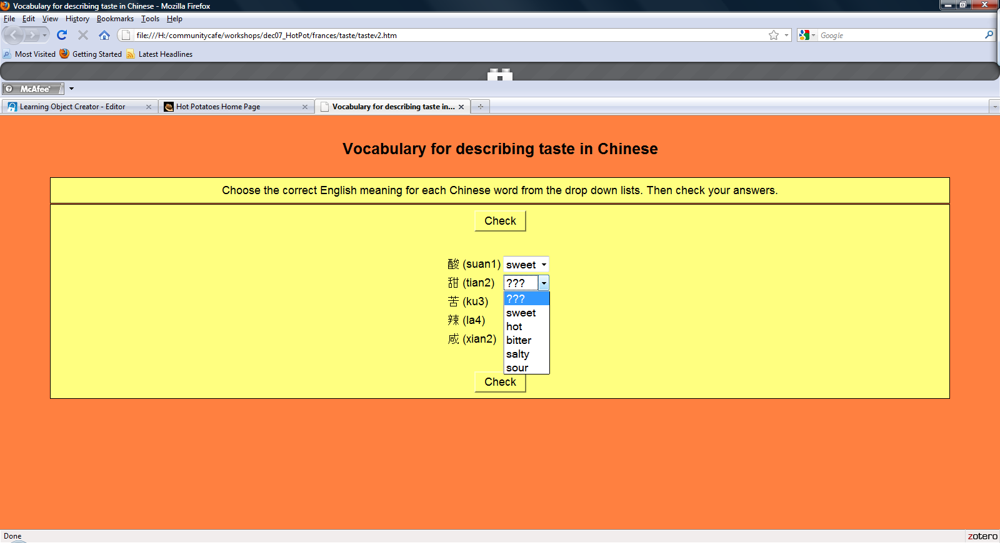 Vocabulary for describing taste in Chinese - Mozilla Firefox
File Edit View History Bookmarks Tools Help
file:///H:/communitycafe/workshops/dec07_HotPot/frances/taste/tastev2.htm Google
Most Visited Getting Started Latest Headlines
McAfee
Learning Object Creator - Editor Hot Potatoes Home Page Vocabulary for describing taste in...
Vocabulary for describing taste in Chinese
Choose the correct English meaning for each Chinese word from the drop down lists. Then check your answers.
Check
酸 (suan1) sweet
甜 (tian2) ???
???
苦 (ku3) sweet
hot
辣 (la4) bitter
咸 (xian2) salty
sour
Check
Done zotero